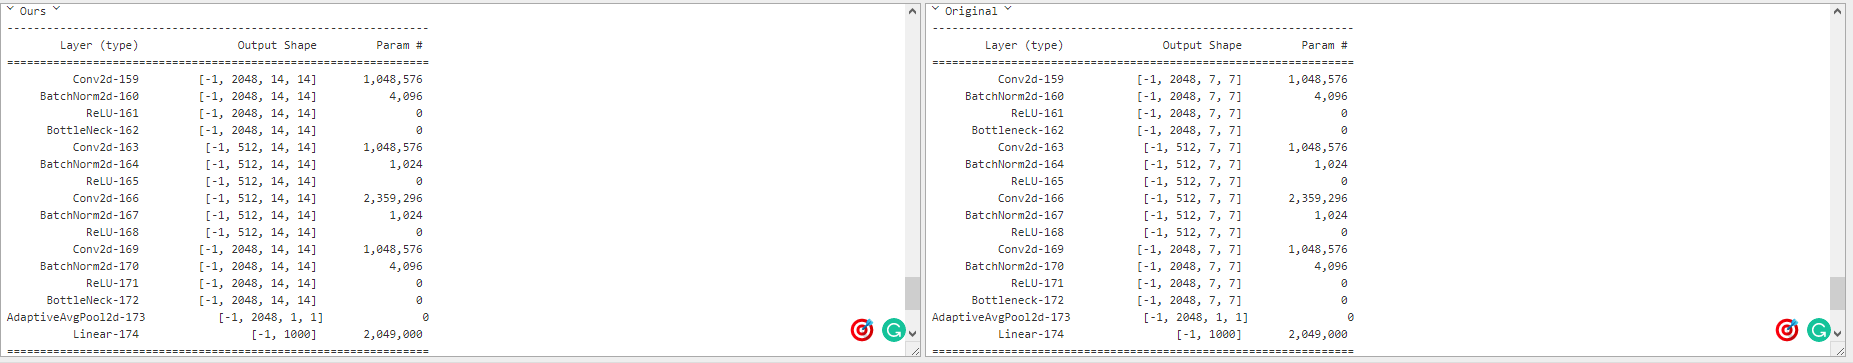 Ours
----------------------------------------------------------------
Layer (type) Output Shape Param #
================================================================
Conv2d-159 [-1, 2048, 14, 14] 1,048,576
BatchNorm2d-160 [-1, 2048, 14, 14] 4,096
ReLU-161 [-1, 2048, 14, 14] 0
BottleNeck-162 [-1, 2048, 14, 14] 0
Conv2d-163 [-1, 512, 14, 14] 1,048,576
BatchNorm2d-164 [-1, 512, 14, 14] 1,024
ReLU-165 [-1, 512, 14, 14] 0
Conv2d-166 [-1, 512, 14, 14] 2,359,296
BatchNorm2d-167 [-1, 512, 14, 14] 1,024
ReLU-168 [-1, 512, 14, 14] 0
Conv2d-169 [-1, 2048, 14, 14] 1,048,576
BatchNorm2d-170 [-1, 2048, 14, 14] 4,096
ReLU-171 [-1, 2048, 14, 14] 0
BottleNeck-172 [-1, 2048, 14, 14] 0
AdaptiveAvgPool2d-173 [-1, 2048, 1, 1] 0
Linear-174 [-1, 1000] 2,049,000
================================================================
Original
----------------------------------------------------------------
Layer (type) Output Shape Param #
================================================================
Conv2d-159 [-1, 2048, 7, 7] 1,048,576
BatchNorm2d-160 [-1, 2048, 7, 7] 4,096
ReLU-161 [-1, 2048, 7, 7] 0
Bottleneck-162 [-1, 2048, 7, 7] 0
Conv2d-163 [-1, 512, 7, 7] 1,048,576
BatchNorm2d-164 [-1, 512, 7, 7] 1,024
ReLU-165 [-1, 512, 7, 7] 0
Conv2d-166 [-1, 512, 7, 7] 2,359,296
BatchNorm2d-167 [-1, 512, 7, 7] 1,024
ReLU-168 [-1, 512, 7, 7] 0
Conv2d-169 [-1, 2048, 7, 7] 1,048,576
BatchNorm2d-170 [-1, 2048, 7, 7] 4,096
ReLU-171 [-1, 2048, 7, 7] 0
Bottleneck-172 [-1, 2048, 7, 7] 0
AdaptiveAvgPool2d-173 [-1, 2048, 1, 1] 0
Linear-174 [-1, 1000] 2,049,000
================================================================